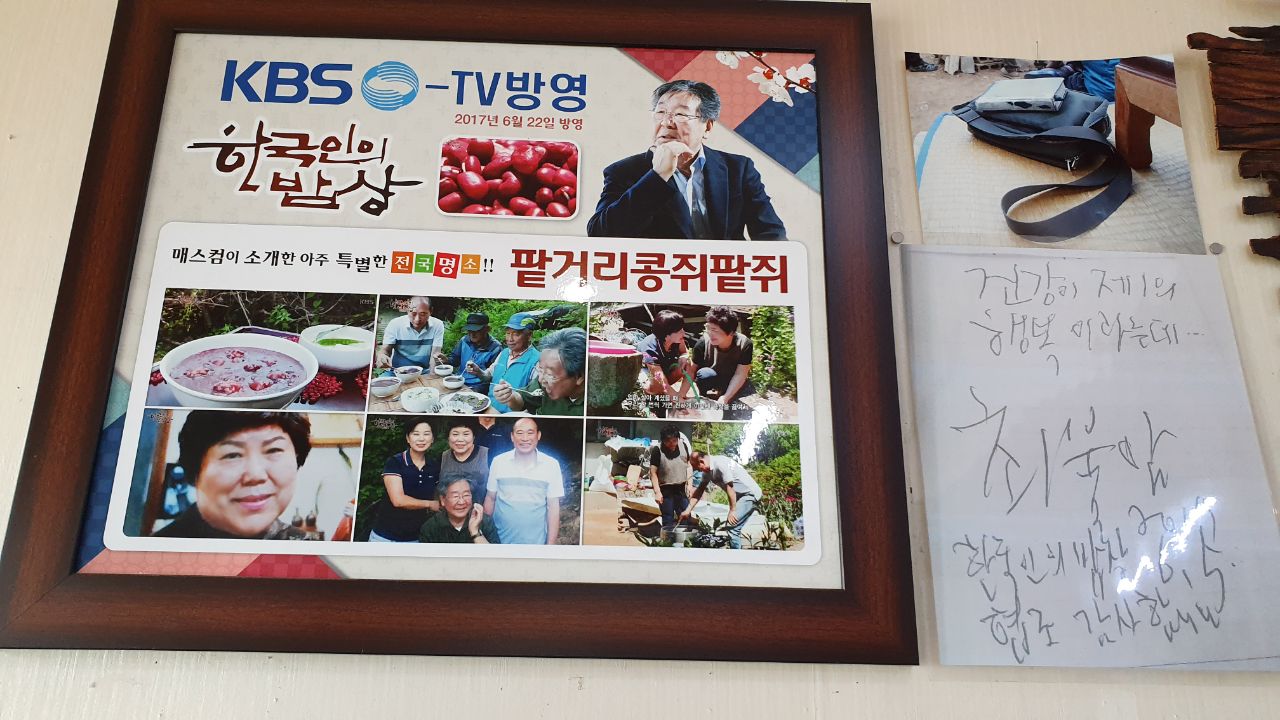 KBS -TV방영
2017년 6월 22일 방영
한국인의
밥상
매스컴이 소개한 아주 특별한 전국명소!! 팥거리콩쥐팥쥐
KBS
건강이 제1의
행복 이라는데...
최불암
한국인의 밥상
협조 감사합니다